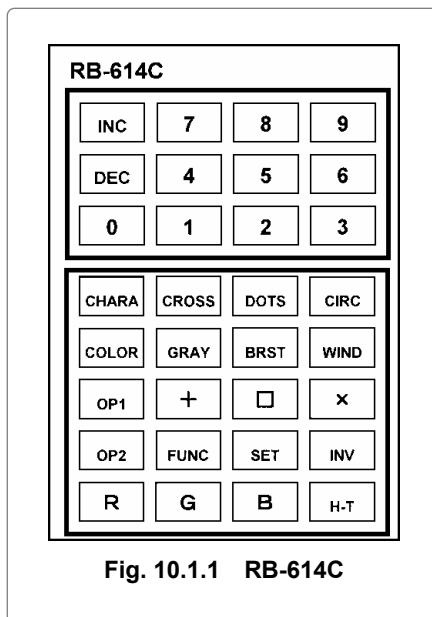 RB-614C
INC 7 8 9
DEC 4 5 6
0 1 2 3
CHARA CROSS DOTS CIRC
COLOR GRAY BRST WIND
OP1 + □ ×
OP2 FUNC SET INV
R G B H-T
Fig. 10.1.1 RB-614C